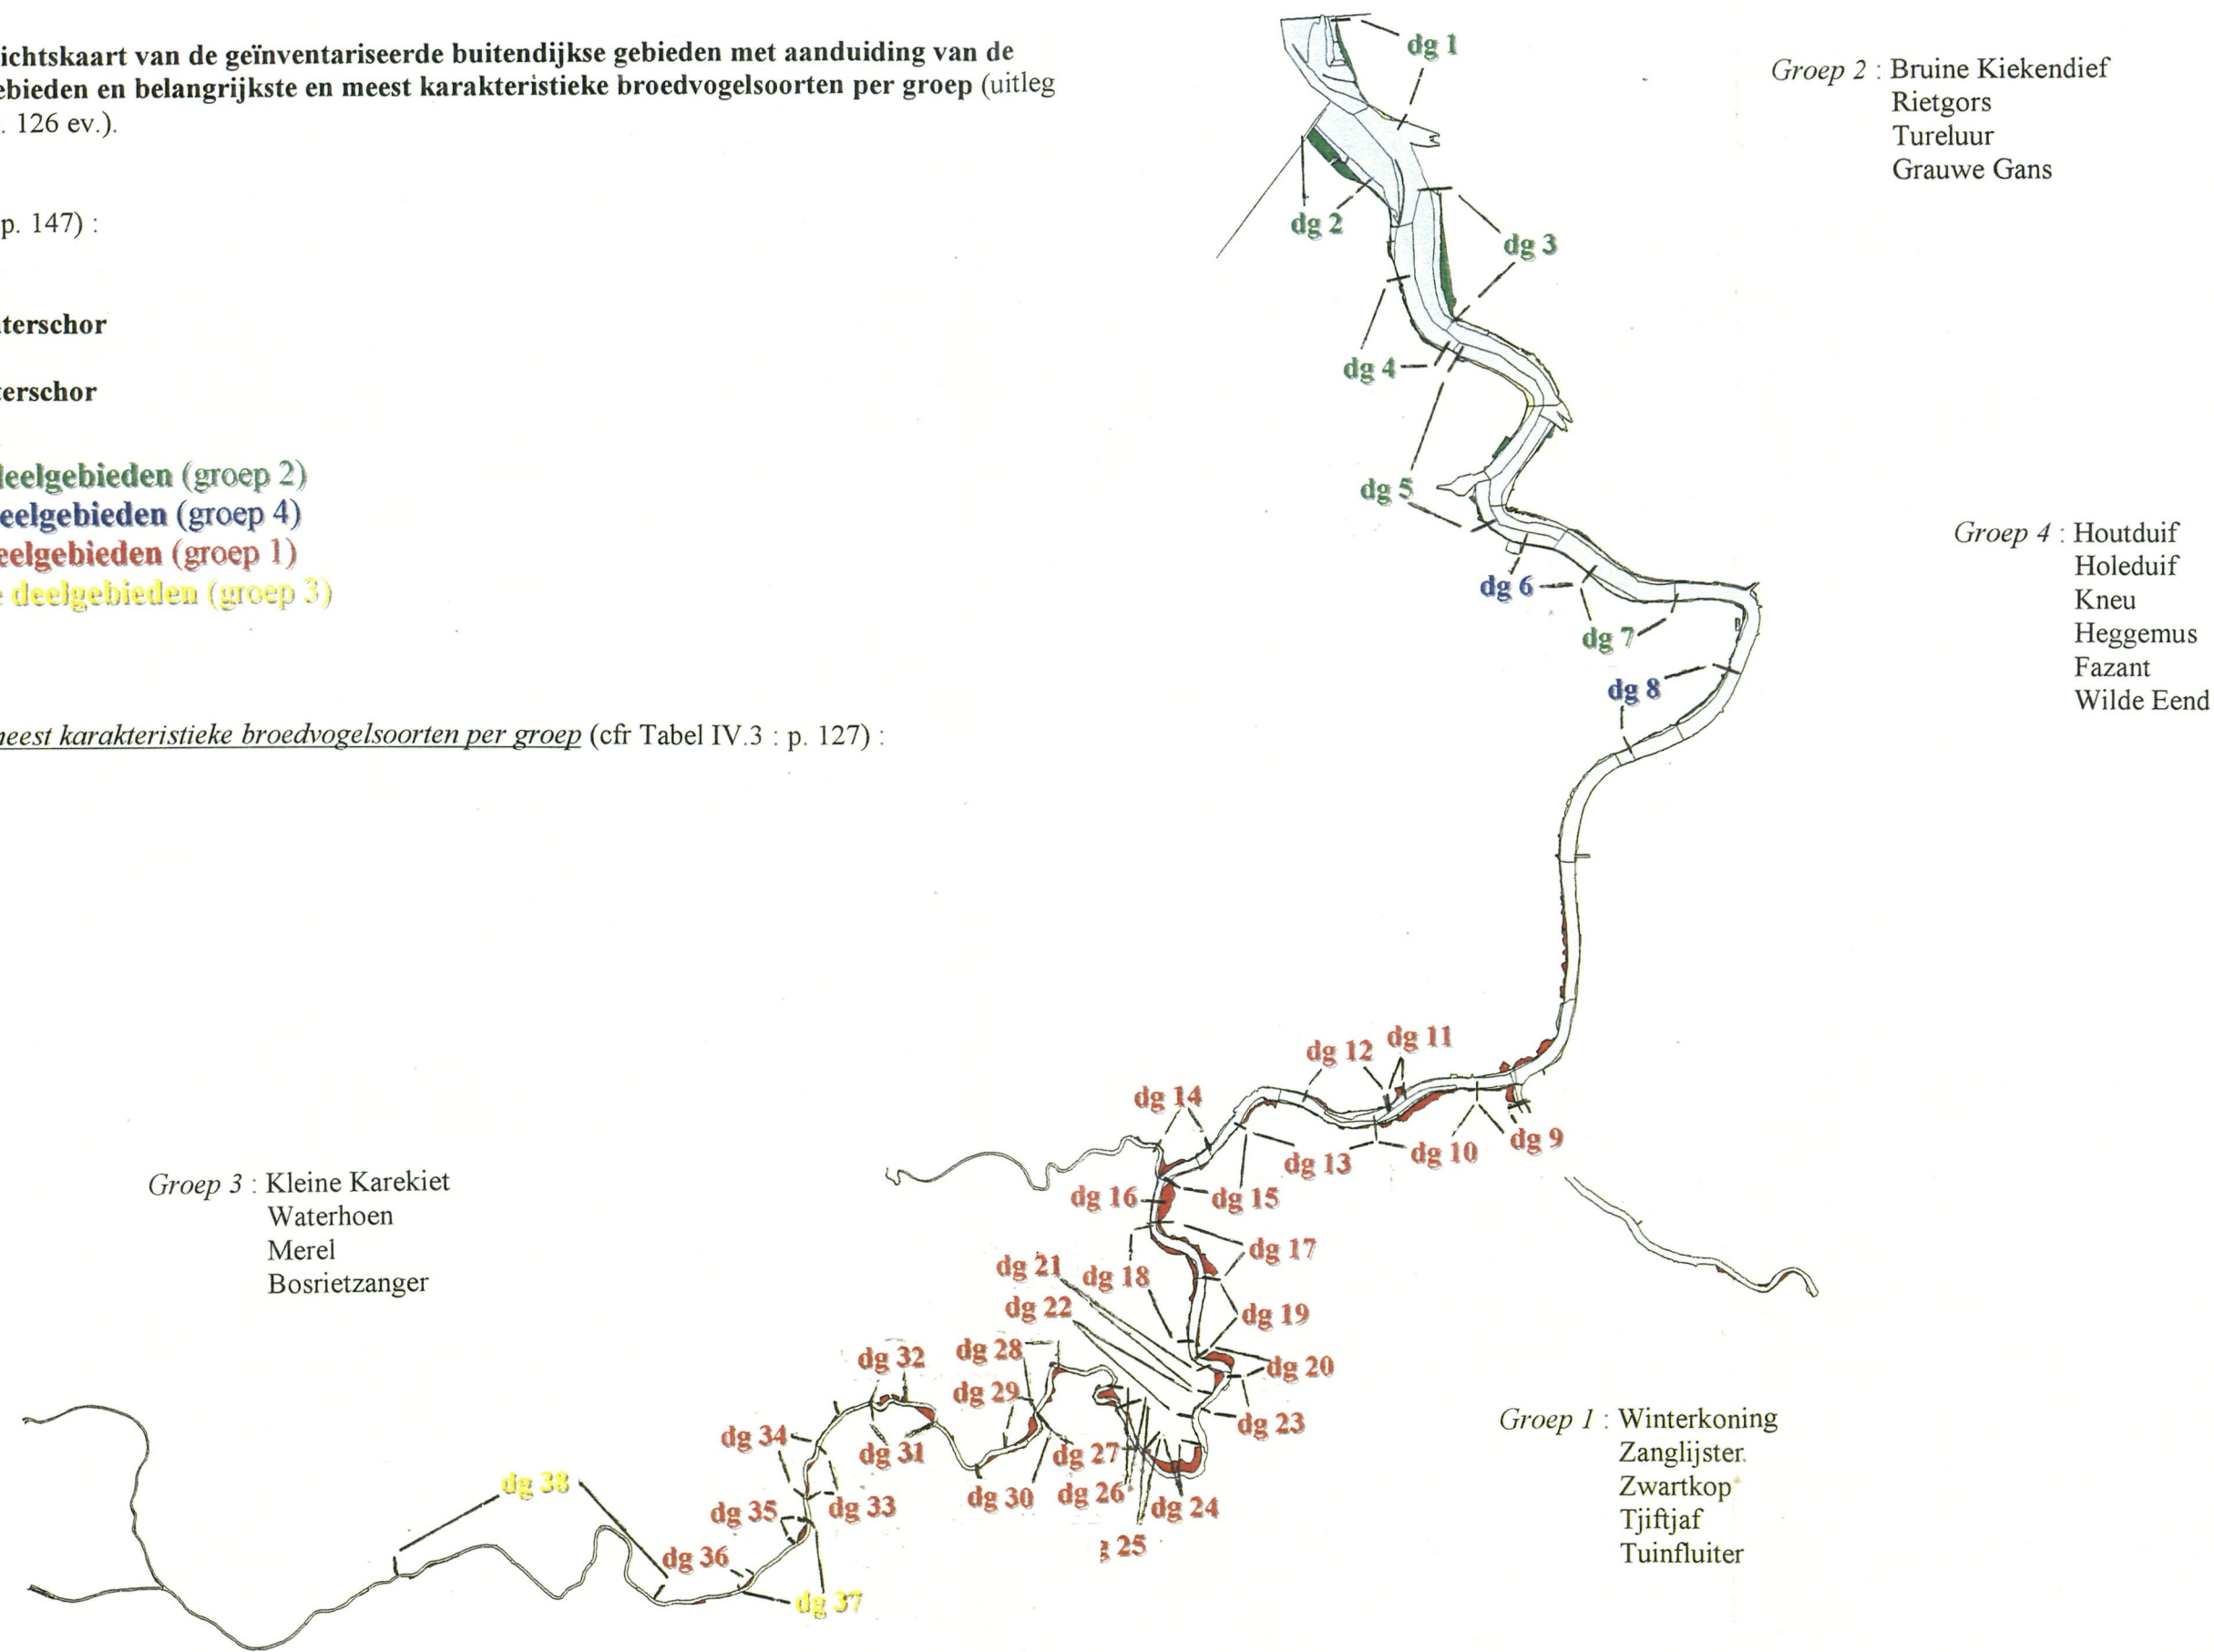 ichtskaart van de geïnventariseerde buitendijkse gebieden met aanduiding van de
ebieden en belangrijkste en meest karakteristieke broedvogelsoorten per groep (uitleg
. 126 ev.).
p. 147) :
terschor
terschor
deelgebieden (groep 2)
eelgebieden (groep 4)
eelgebieden (groep 1)
e deelgebieden (groep 3)
meest karakteristieke broedvogelsoorten per groep (cfr Tabel IV.3 : p. 127) :
Groep 2 : Bruine Kiekendief
Rietgors
Tureluur
Grauwe Gans
Groep 4 : Houtduif
Holeduif
Kneu
Heggemus
Fazant
Wilde Eend
Groep 3 : Kleine Karekiet
Waterhoen
Merel
Bosrietzanger
Groep 1 : Winterkoning
Zanglijster
Zwartkop
Tjiftjaf
Tuinfluiter
dg 1
dg 2
dg 3
dg 4
dg 5
dg 6
dg 7
dg 8
dg 11
dg 12
dg 14
dg 9
dg 10
dg 13
dg 16
dg 15
dg 17
dg 21
dg 18
dg 22
dg 19
dg 28
dg 32
dg 20
dg 29
dg 23
dg 34
dg 31
dg 27
dg 38
dg 26
dg 30
dg 24
dg 35
dg 33
g 25
dg 36
dg 37